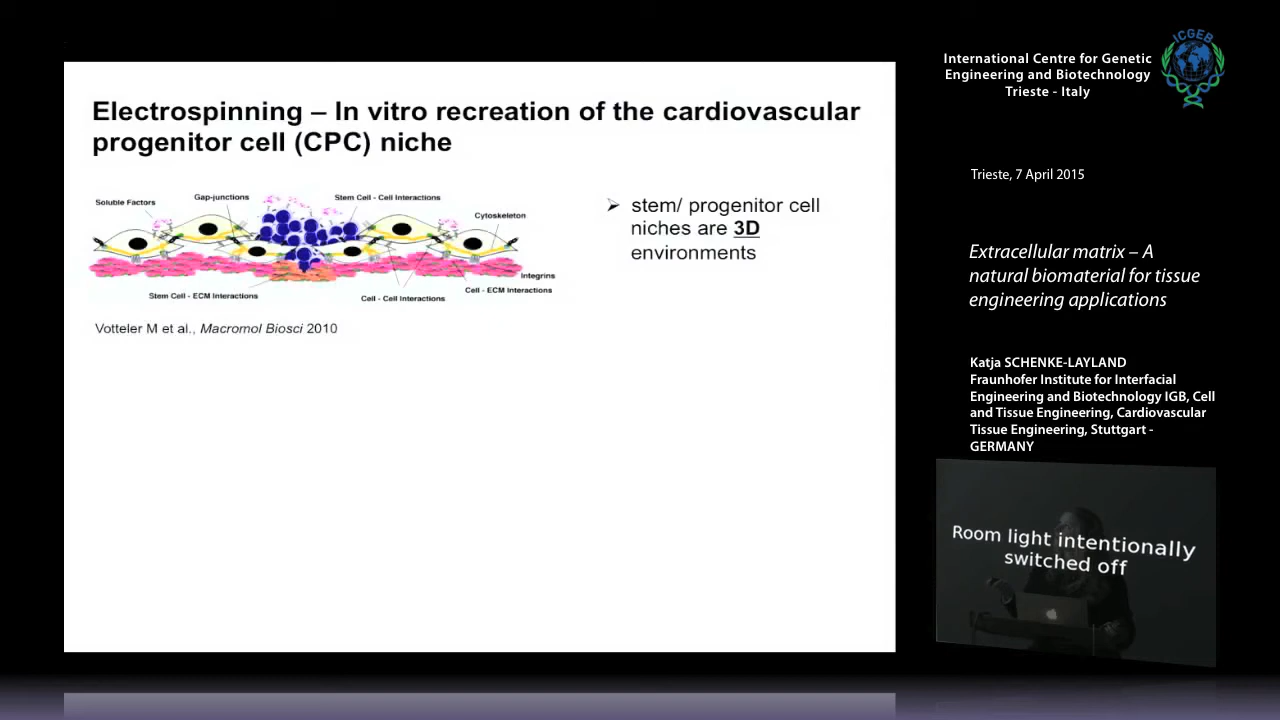 Electrospinning – In vitro recreation of the cardiovascular
progenitor cell (CPC) niche
Soluble Factors
Gap-junctions
Stem Cell - Cell Interactions
Cytoskeleton
Integrins
Stem Cell - ECM Interactions
Cell - Cell Interactions
Cell - ECM Interactions
Votteler M et al., Macromol Biosci 2010
➢ stem/ progenitor cell
niches are 3D
environments
International Centre for Genetic
Engineering and Biotechnology
Trieste - Italy
ICGEB
Trieste, 7 April 2015
Extracellular matrix – A
natural biomaterial for tissue
engineering applications
Katja SCHENKE-LAYLAND
Fraunhofer Institute for Interfacial
Engineering and Biotechnology IGB, Cell
and Tissue Engineering, Cardiovascular
Tissue Engineering, Stuttgart -
GERMANY
Room light intentionally
switched off